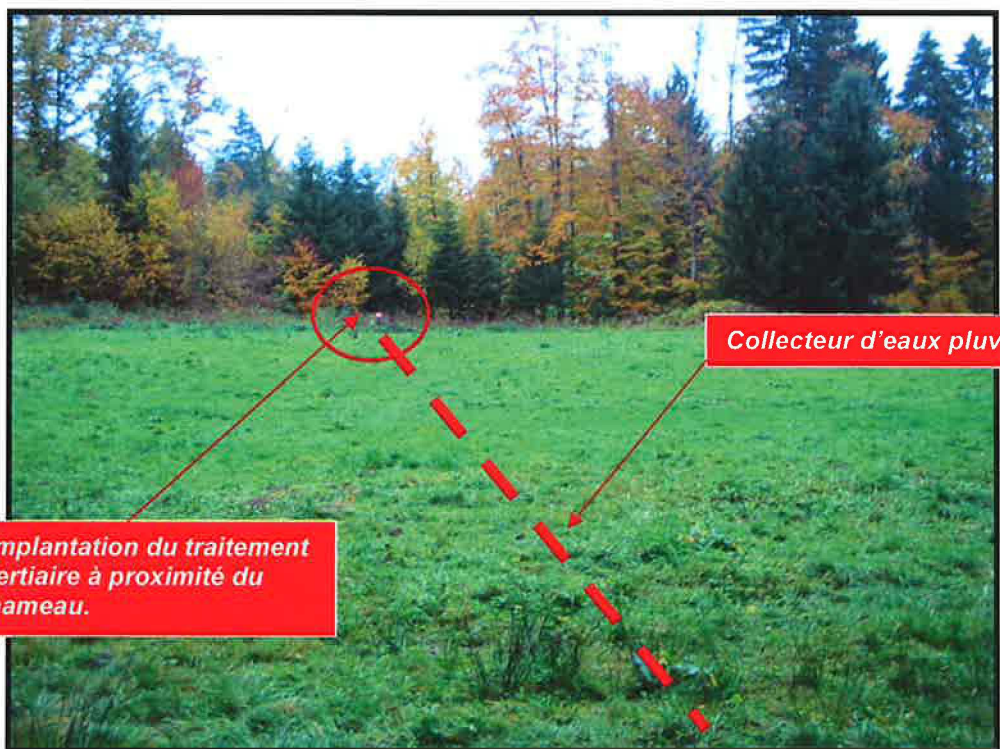 Collecteur d'eaux pluv
mplantation du traitement
ertiaire à proximité du
ameau.